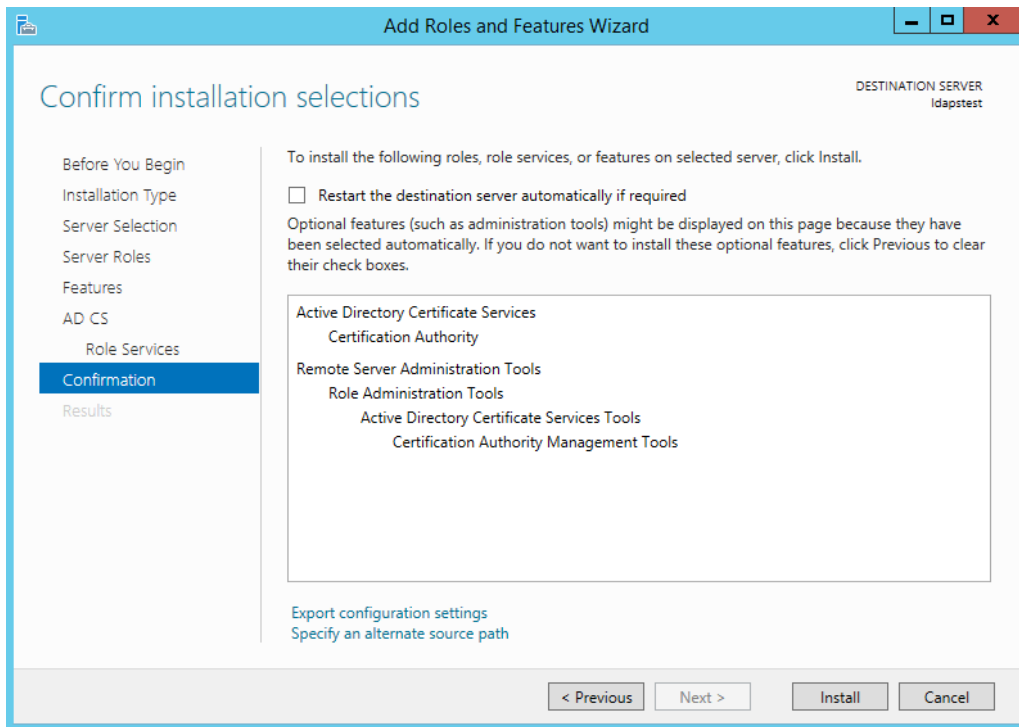 Add Roles and Features Wizard
Confirm installation selections
DESTINATION SERVER
ldapstest
Before You Begin
Installation Type
Server Selection
Server Roles
Features
AD CS
Role Services
Confirmation
Results
To install the following roles, role services, or features on selected server, click Install.
Restart the destination server automatically if required
Optional features (such as administration tools) might be displayed on this page because they have
been selected automatically. If you do not want to install these optional features, click Previous to clear
their check boxes.
Active Directory Certificate Services
Certification Authority
Remote Server Administration Tools
Role Administration Tools
Active Directory Certificate Services Tools
Certification Authority Management Tools
Export configuration settings
Specify an alternate source path
< Previous
Next >
Install
Cancel